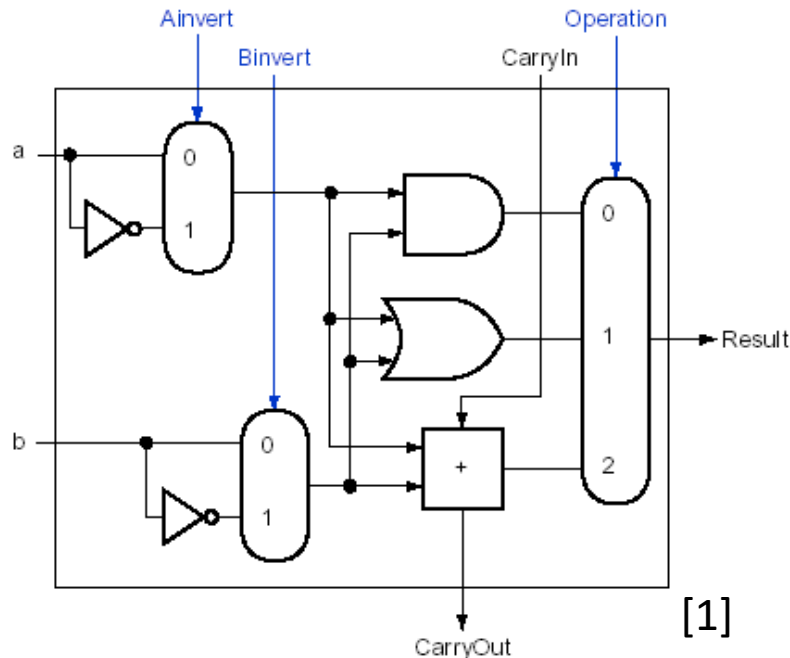 Ainvert
Operation
Binvert
CarryIn
a
0
1
0
1
Result
b
0
1
+
2
CarryOut
[1]